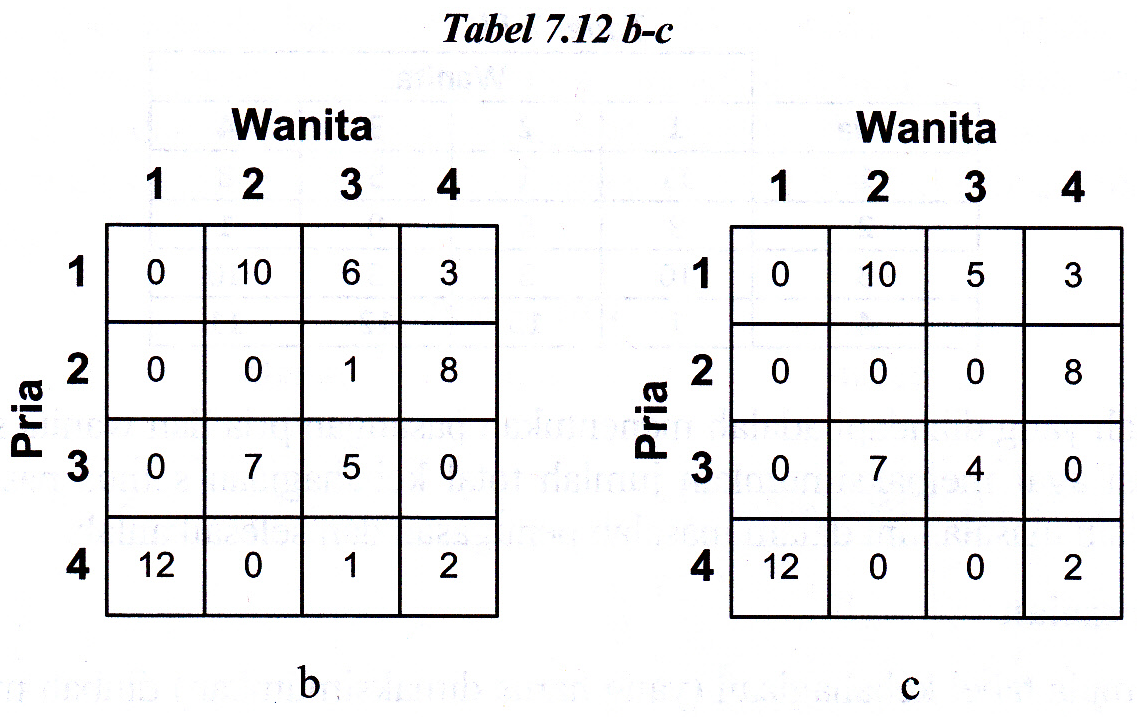 Tabel 7.12 b-c
Wanita
1 2 3 4
Pria
1 0 10 6 3
2 0 0 1 8
3 0 7 5 0
4 12 0 1 2
b
Wanita
1 2 3 4
Pria
1 0 10 5 3
2 0 0 0 8
3 0 7 4 0
4 12 0 0 2
c